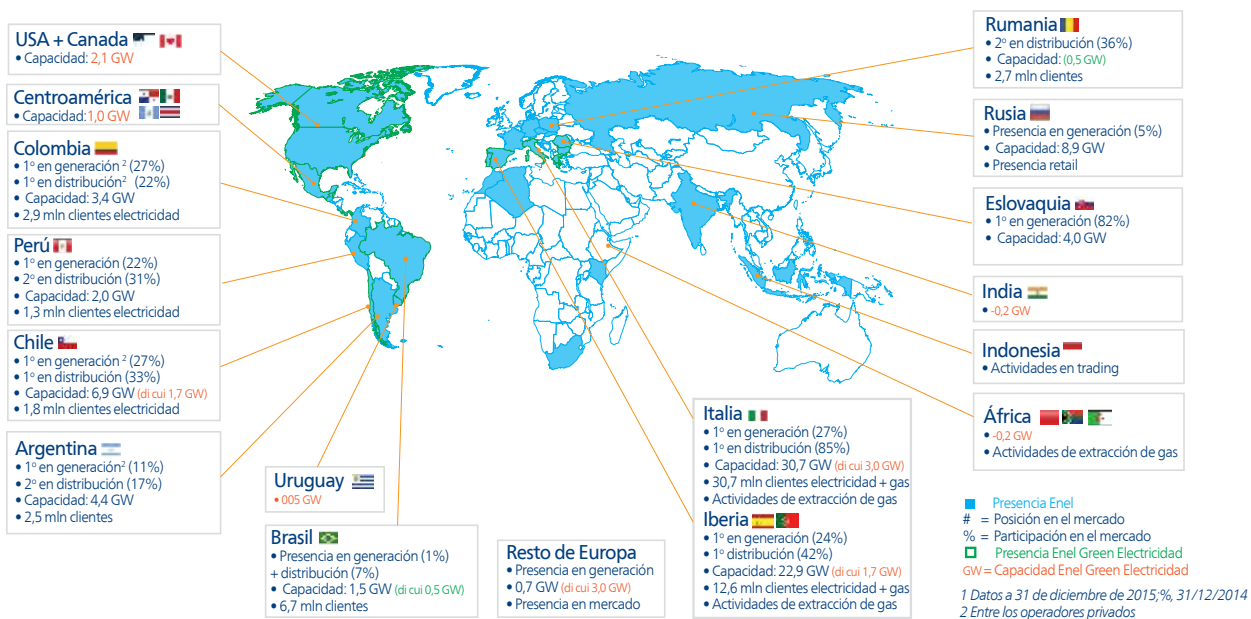 USA + Canada
• Capacidad: 2,1 GW
Centroamérica
• Capacidad: 1,0 GW
Colombia
• 1º en generación ² (27%)
• 1º en distribución² (22%)
• Capacidad: 3,4 GW
• 2,9 mln clientes electricidad
Perú
• 1º en generación (22%)
• 2º en distribución (31%)
• Capacidad: 2,0 GW
• 1,3 mln clientes electricidad
Chile
• 1º en generación ² (27%)
• 1º en distribución (33%)
• Capacidad: 6,9 GW (di cui 1,7 GW)
• 1,8 mln clientes electricidad
Argentina
• 1º en generación² (11%)
• 2º en distribución (17%)
• Capacidad: 4,4 GW
• 2,5 mln clientes
Uruguay
• 005 GW
Brasil
• Presencia en generación (1%)
+ distribución (7%)
• Capacidad: 1,5 GW (di cui 0,5 GW)
• 6,7 mln clientes
Resto de Europa
• Presencia en generación
• 0,7 GW (di cui 3,0 GW)
• Presencia en mercado
Italia
• 1º en generación (27%)
• 1º en distribución (85%)
• Capacidad: 30,7 GW (di cui 3,0 GW)
• 30,7 mln clientes electricidad + gas
• Actividades de extracción de gas
Iberia
• 1º en generación (24%)
• 1º distribución (42%)
• Capacidad: 22,9 GW (di cui 1,7 GW)
• 12,6 mln clientes electricidad + gas
• Actividades de extracción de gas
Rumania
• 2º en distribución (36%)
• Capacidad: (0,5 GW)
• 2,7 mln clientes
Rusia
• Presencia en generación (5%)
• Capacidad: 8,9 GW
• Presencia retail
Eslovaquia
• 1º en generación (82%)
• Capacidad: 4,0 GW
India
• -0,2 GW
Indonesia
• Actividades en trading
África
• -0,2 GW
• Actividades de extracción de gas
Presencia Enel
# = Posición en el mercado
% = Participación en el mercado
Presencia Enel Green Electricidad
GW = Capacidad Enel Green Electricidad
1 Datos a 31 de diciembre de 2015;%, 31/12/2014
2 Entre los operadores privados